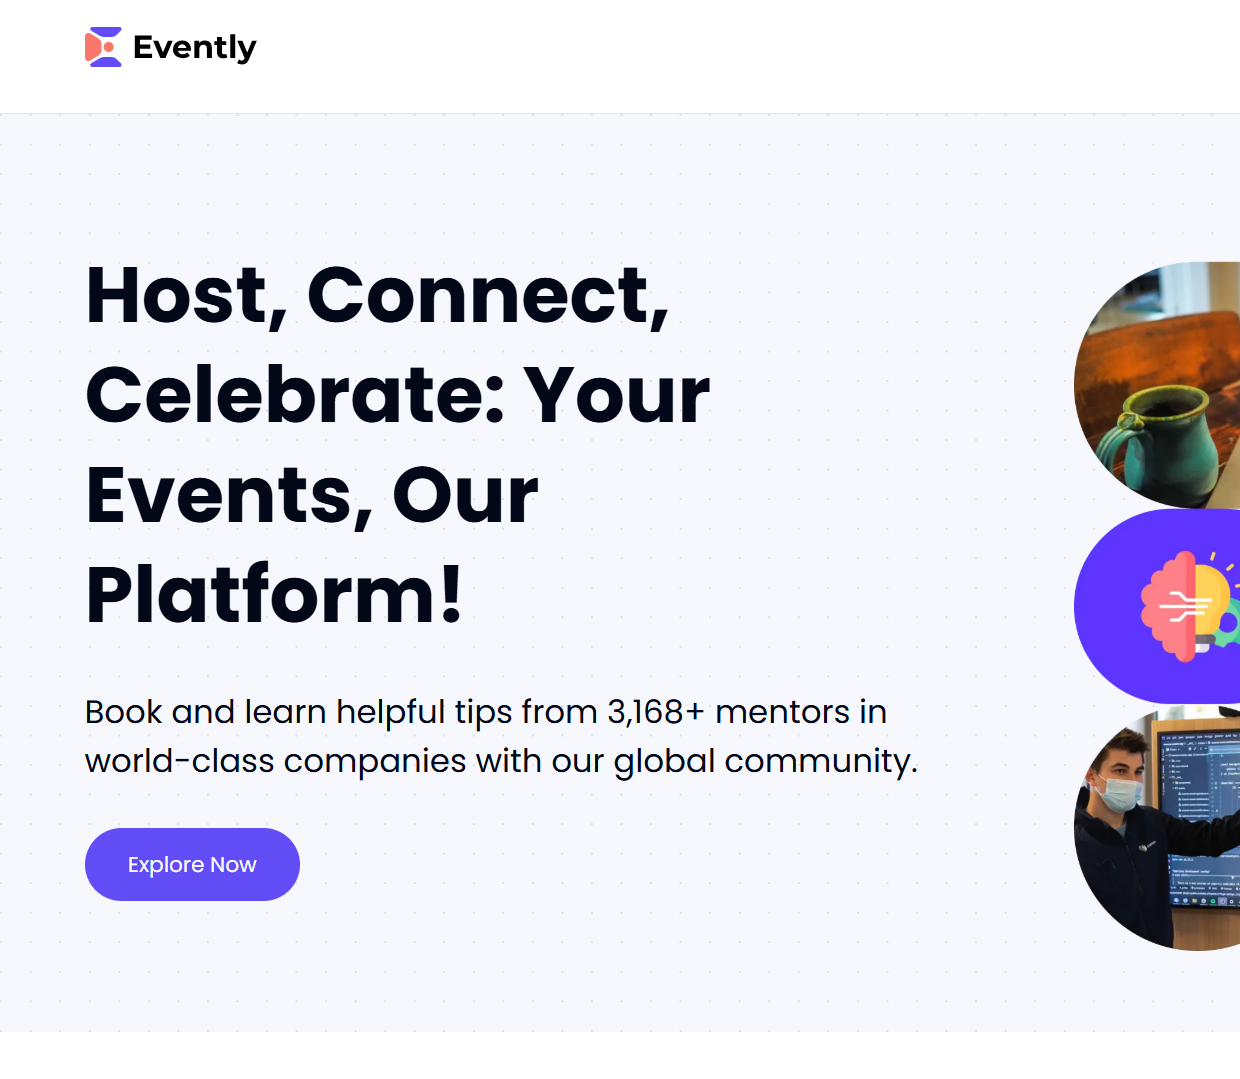 Evently
Host, Connect,
Celebrate: Your
Events, Our
Platform!
Book and learn helpful tips from 3,168+ mentors in
world-class companies with our global community.
Explore Now